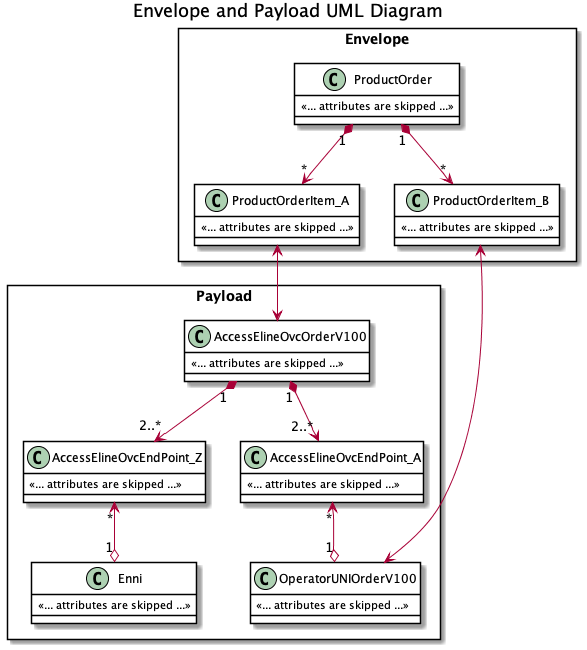 Envelope and Payload UML Diagram
Envelope
C ProductOrder
«... attributes are skipped ...»
1 1
* *
C ProductOrderItem_A
«... attributes are skipped ...»
C ProductOrderItem_B
«... attributes are skipped ...»
Payload
C AccessElineOvcOrderV100
«... attributes are skipped ...»
1 1
2..* 2..*
C AccessElineOvcEndPoint_Z
«... attributes are skipped ...»
C AccessElineOvcEndPoint_A
«... attributes are skipped ...»
* *
1 1
C Enni
«... attributes are skipped ...»
C OperatorUNIOrderV100
«... attributes are skipped ...»